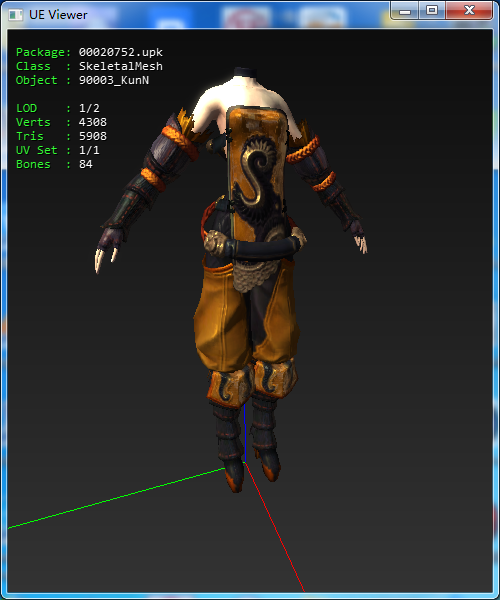 UE Viewer
Package: 00020752.upk
Class : SkeletalMesh
Object : 90003_KunN
LOD : 1/2
Verts : 4308
Tris : 5908
UV Set : 1/1
Bones : 84